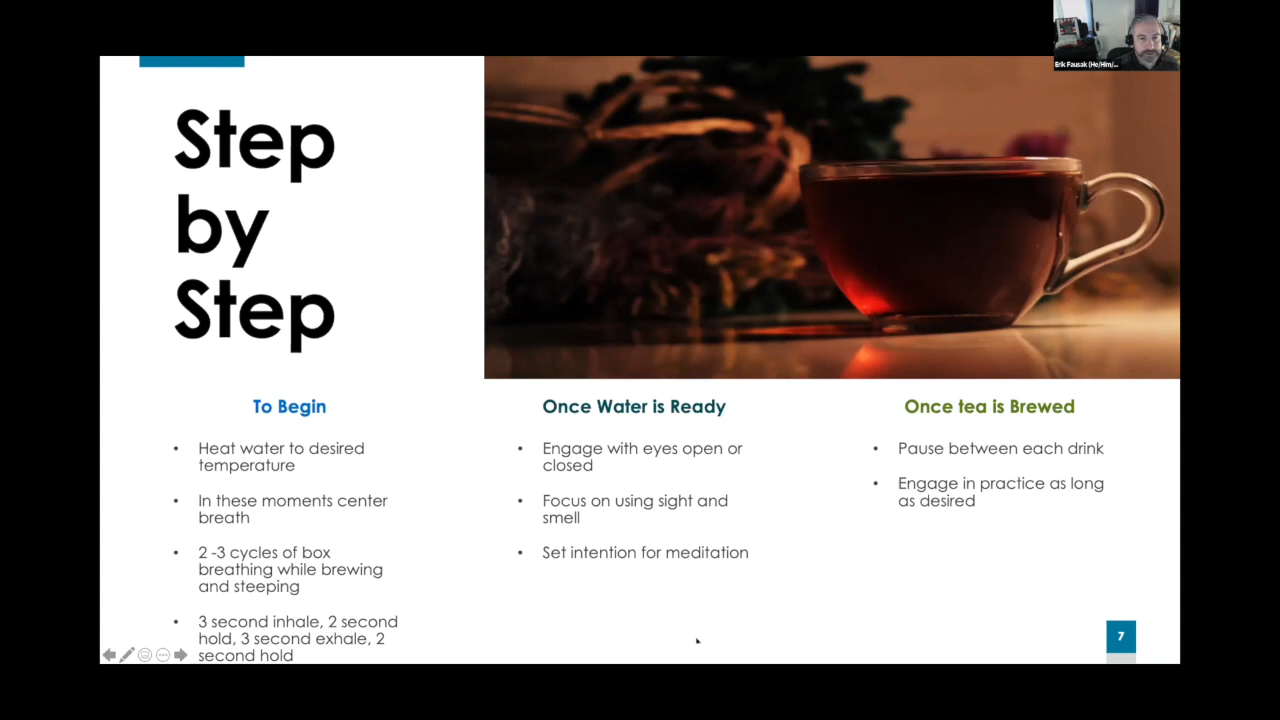 Erik Fausak (He/Him/...
Step
by
Step
To Begin
• Heat water to desired
temperature
• In these moments center
breath
• 2 -3 cycles of box
breathing while brewing
and steeping
• 3 second inhale, 2 second
hold, 3 second exhale, 2
second hold
Once Water is Ready
• Engage with eyes open or
closed
• Focus on using sight and
smell
• Set intention for meditation
Once tea is Brewed
• Pause between each drink
• Engage in practice as long
as desired
7